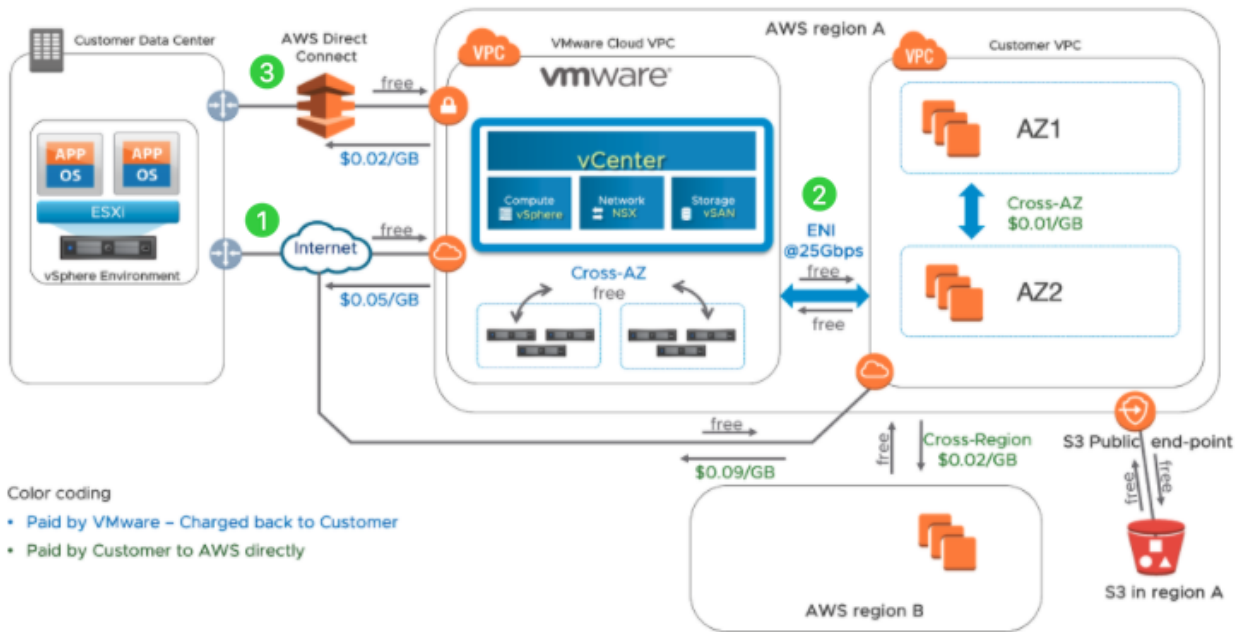 Customer Data Center
AWS Direct
Connect
3
free
$0.02/GB
APP
OS
APP
OS
ESXi
vSphere Environment
1
Internet
free
$0.05/GB
AWS region A
VPC
VMware Cloud VPC
vmware®
vCenter
Compute
vSphere
Network
NSX
Storage
vSAN
Cross-AZ
free
2
ENI
@25Gbps
free
free
VPC
Customer VPC
AZ1
Cross-AZ
$0.01/GB
AZ2
free
$0.09/GB
free
Cross-Region
$0.02/GB
S3 Public end-point
free
free
S3 in region A
AWS region B
Color coding
• Paid by VMware – Charged back to Customer
• Paid by Customer to AWS directly